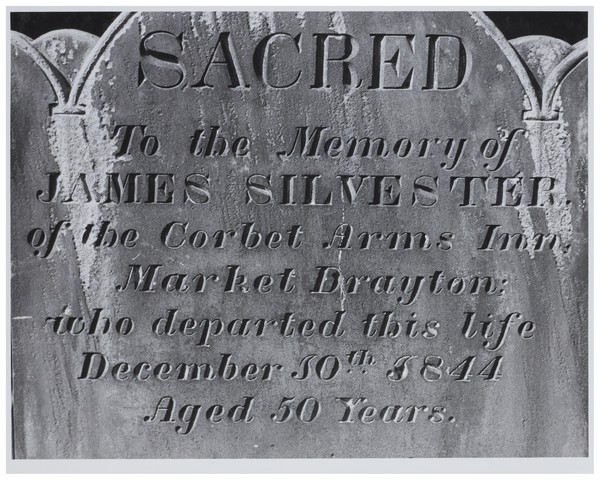 SACRED
To the Memory of
JAMES SILVESTER.
of the Corbet Arms Inn,
Market Drayton;
who departed this life
December 10th 1844
Aged 50 Years.